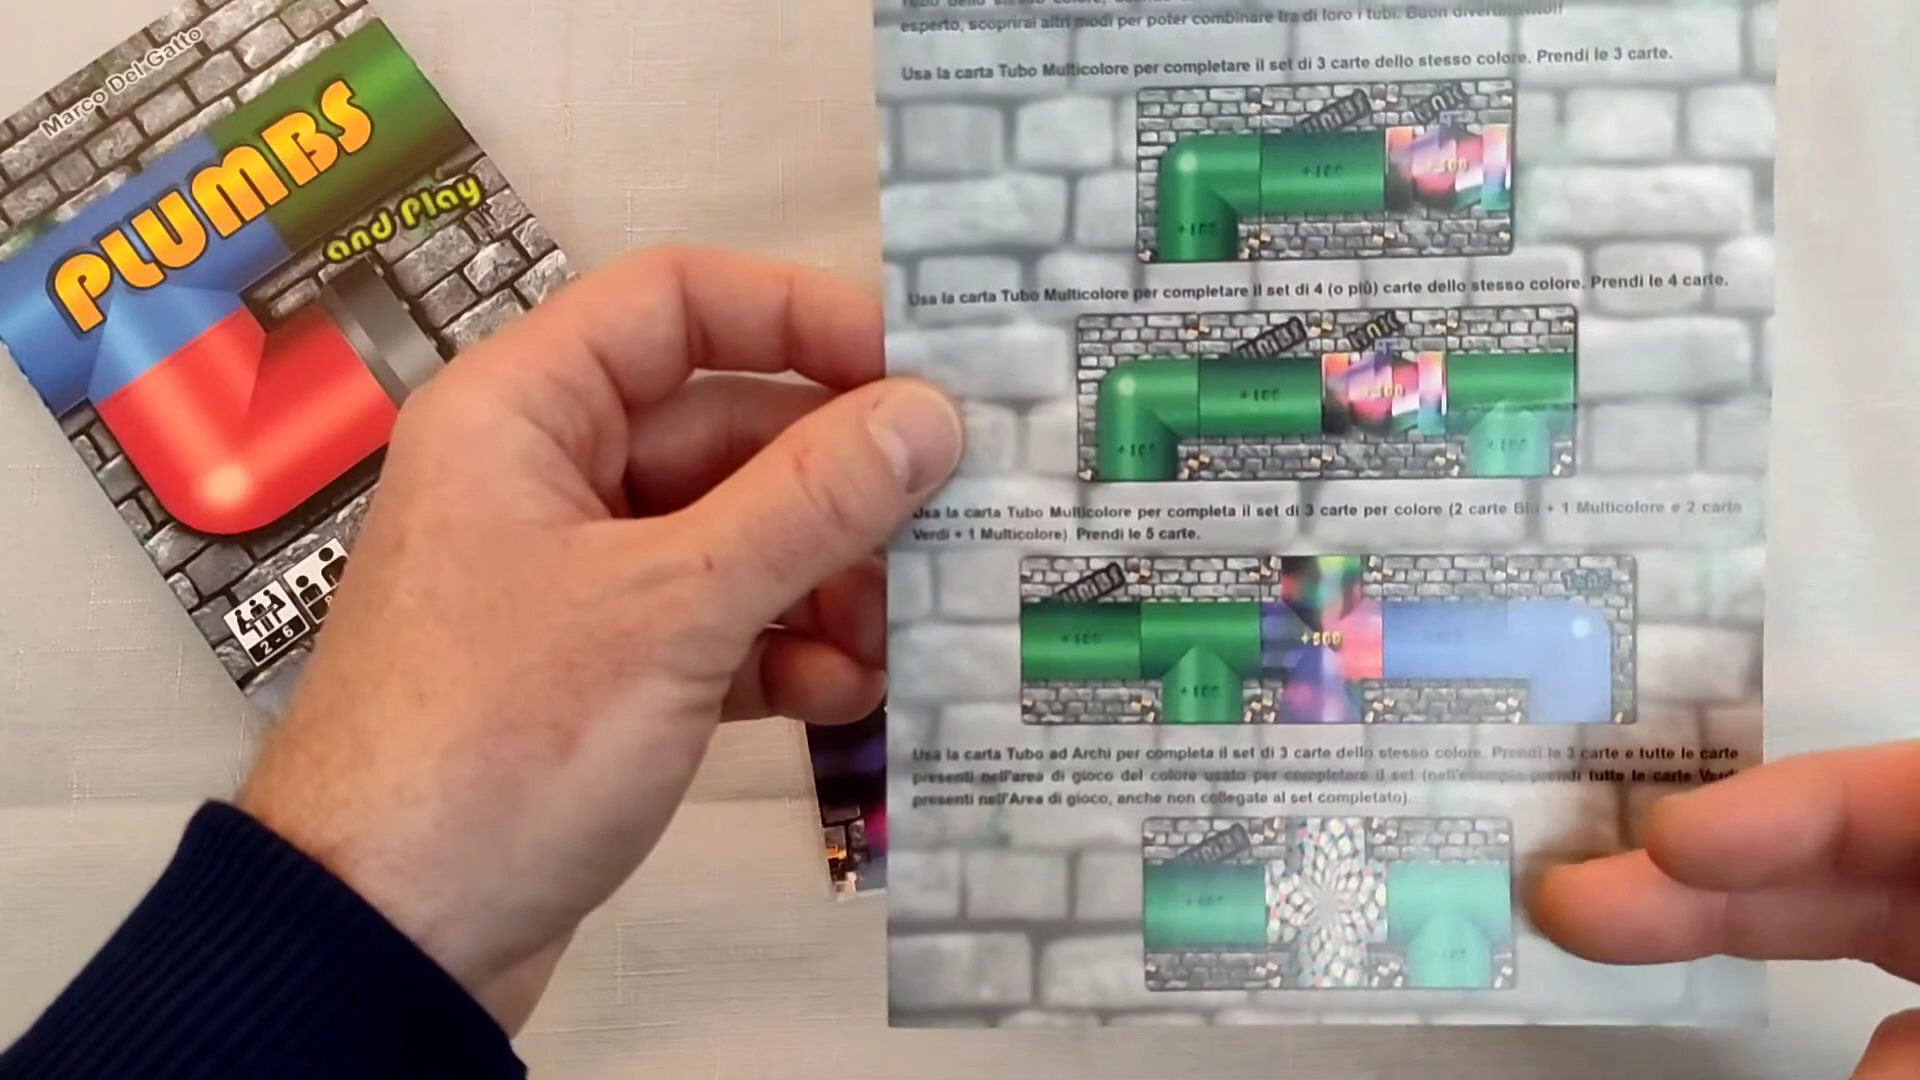 Marco Del Gatto
PLUMBS
and Play
2 - 6
esperto, scoprirai altri modi per poter combinare tra di loro i tubi. Buon divertimento!!
Usa la carta Tubo Multicolore per completare il set di 3 carte dello stesso colore. Prendi le 3 carte.
+100
+100
Usa la carta Tubo Multicolore per completare il set di 4 (o più) carte dello stesso colore. Prendi le 4 carte.
+100
+100
+100
Usa la carta Tubo Multicolore per completa il set di 3 carte per colore (2 carte Blu + 1 Multicolore e 2 carte
Verdi + 1 Multicolore). Prendi le 5 carte.
PLUMBS
+100
+100
+500
Usa la carta Tubo ad Archi per completa il set di 3 carte dello stesso colore. Prendi le 3 carte e tutte le carte
presenti nell'area di gioco del colore usato per completare il set (nell'esempio prendi tutte le carte Verdi
presenti nell'Area di gioco, anche non collegate al set completato).